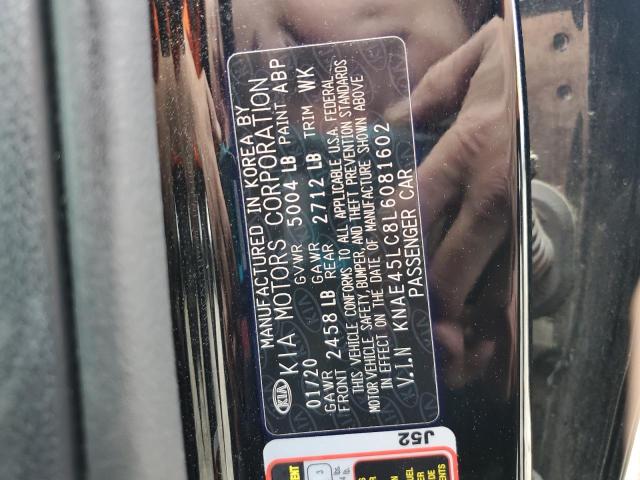 MANUFACTURED IN KOREA BY
KIA KIA MOTORS CORPORATION
01/20 GVWR 5004 LB PAINT ABP
GAWR FRONT 2458 LB GAWR REAR 2712 LB TRIM WK
THIS VEHICLE CONFORMS TO ALL APPLICABLE U.S.A. FEDERAL
MOTOR VEHICLE SAFETY, BUMPER, AND THEFT PREVENTION STANDARDS
IN EFFECT ON THE DATE OF MANUFACTURE SHOWN ABOVE
V.I.N KNAE45LC8L6081602
PASSENGER CAR
J52